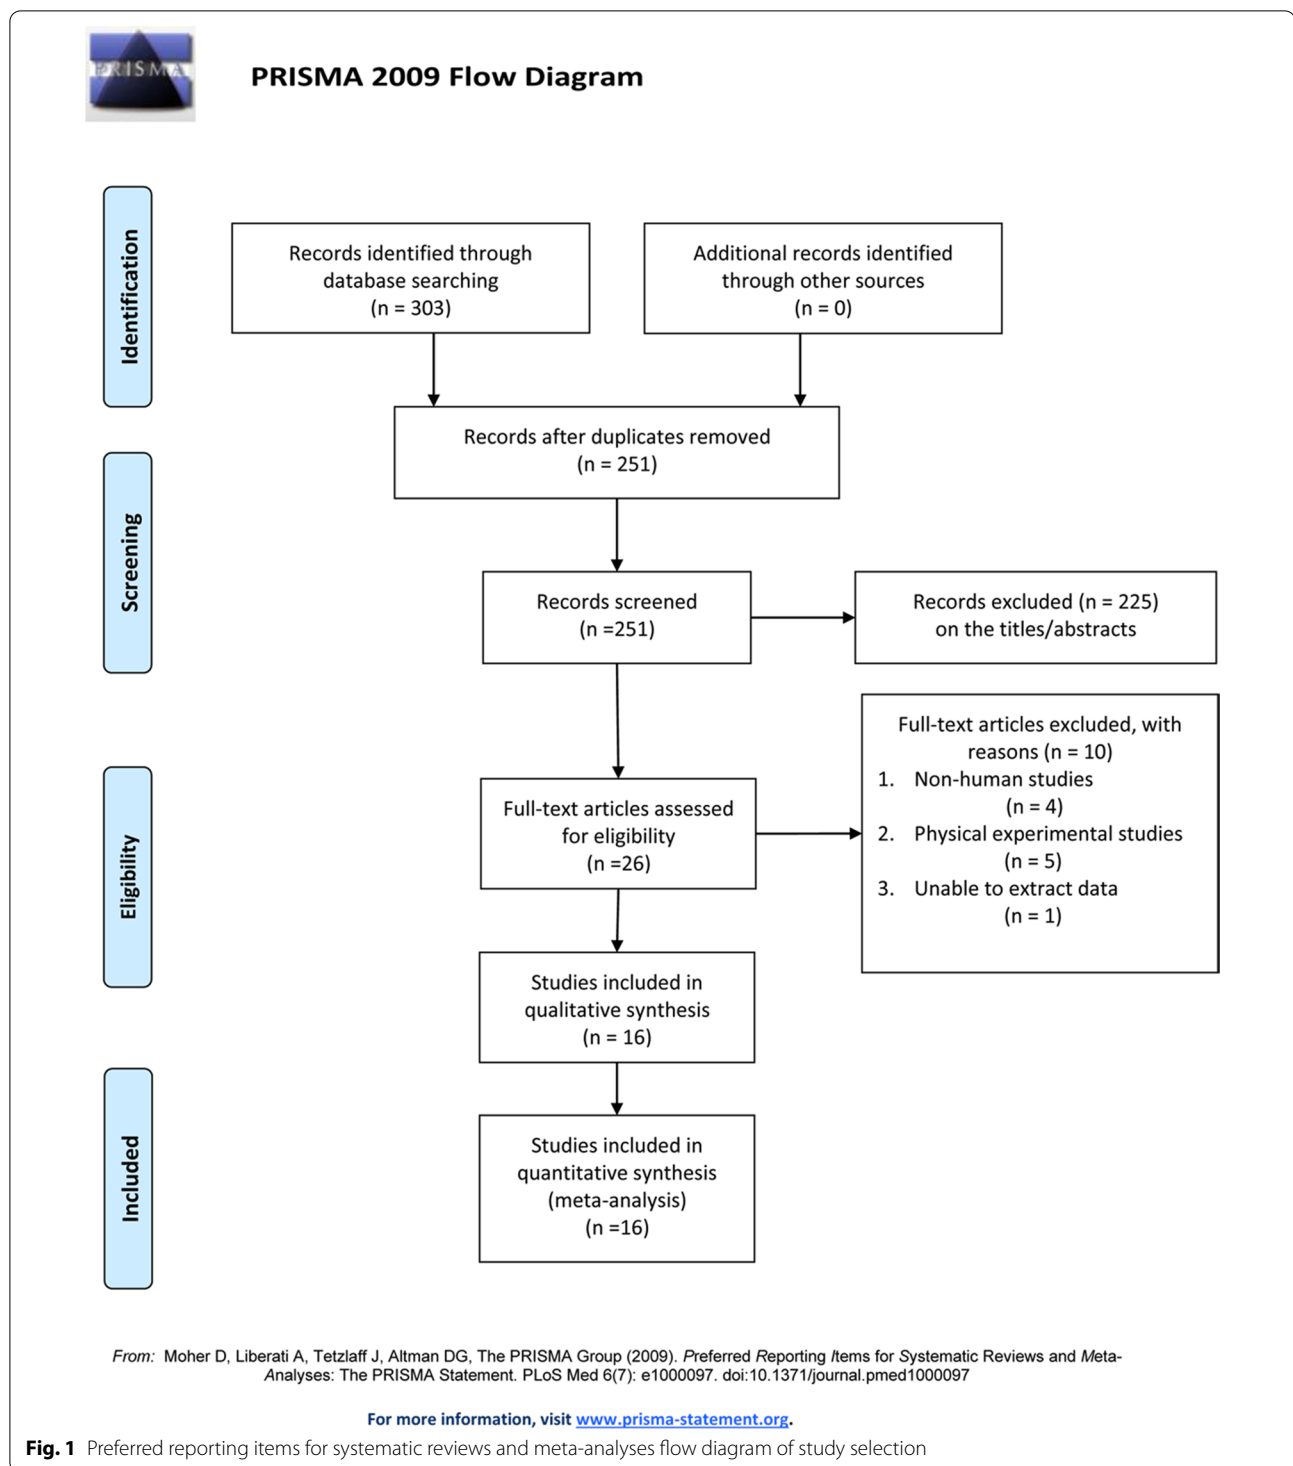 PRISMA
PRISMA 2009 Flow Diagram
Identification
Records identified through
database searching
(n = 303)
Additional records identified
through other sources
(n = 0)
Records after duplicates removed
(n = 251)
Screening
Records screened
(n =251)
Records excluded (n = 225)
on the titles/abstracts
Eligibility
Full-text articles assessed
for eligibility
(n =26)
Full-text articles excluded, with
reasons (n = 10)
1. Non-human studies
(n = 4)
2. Physical experimental studies
(n = 5)
3. Unable to extract data
(n = 1)
Studies included in
qualitative synthesis
(n = 16)
Included
Studies included in
quantitative synthesis
(meta-analysis)
(n =16)
From: Moher D, Liberati A, Tetzlaff J, Altman DG, The PRISMA Group (2009). Preferred Reporting Items for Systematic Reviews and Meta-
Analyses: The PRISMA Statement. PLoS Med 6(7): e1000097. doi:10.1371/journal.pmed1000097
For more information, visit www.prisma-statement.org.
Fig. 1 Preferred reporting items for systematic reviews and meta-analyses flow diagram of study selection